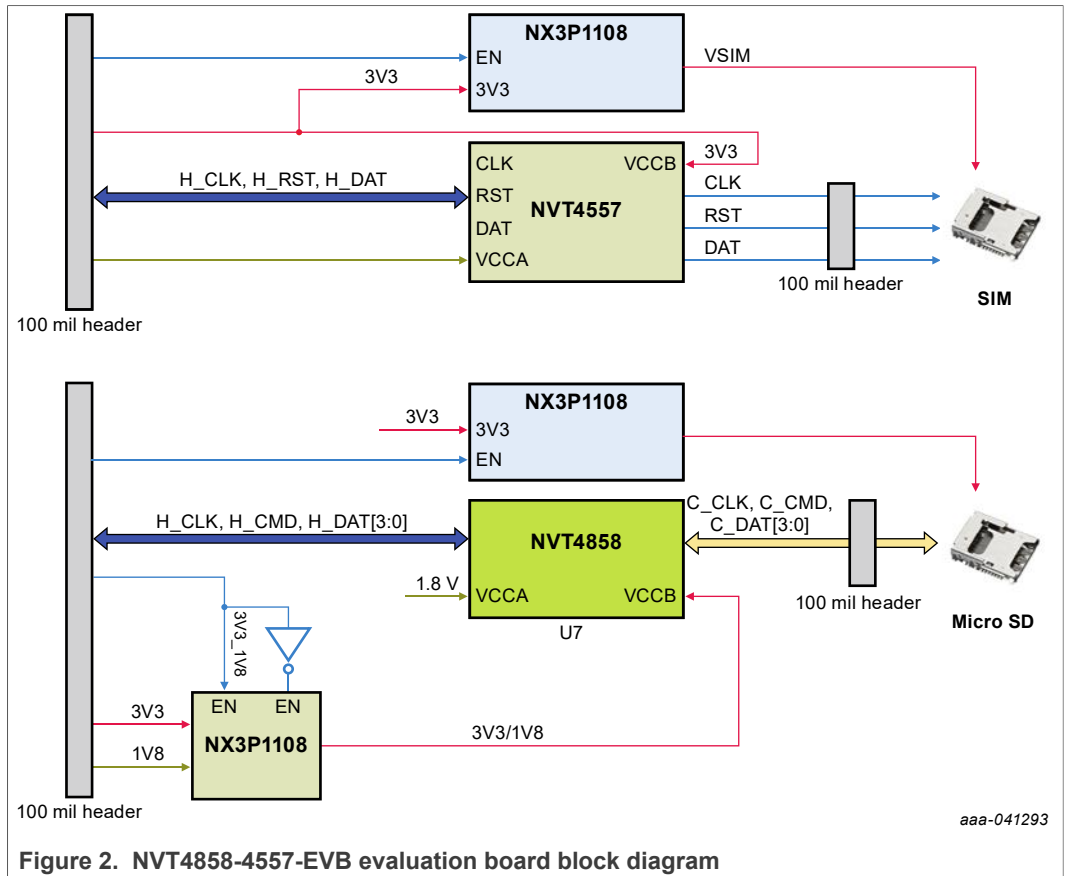 NX3P1108
EN
VSIM
3V3
3V3
CLK
VCCB
3V3
H_CLK, H_RST, H_DAT
RST
NVT4557
CLK
DAT
RST
VCCA
DAT
100 mil header
SIM
100 mil header
NX3P1108
3V3
3V3
EN
H_CLK, H_CMD, H_DAT[3:0]
C_CLK, C_CMD,
C_DAT[3:0]
NVT4858
1.8 V
VCCA
VCCB
U7
100 mil header
Micro SD
3V3_1V8
EN
EN
3V3
NX3P1108
1V8
3V3/1V8
100 mil header
aaa-041293
Figure 2. NVT4858-4557-EVB evaluation board block diagram